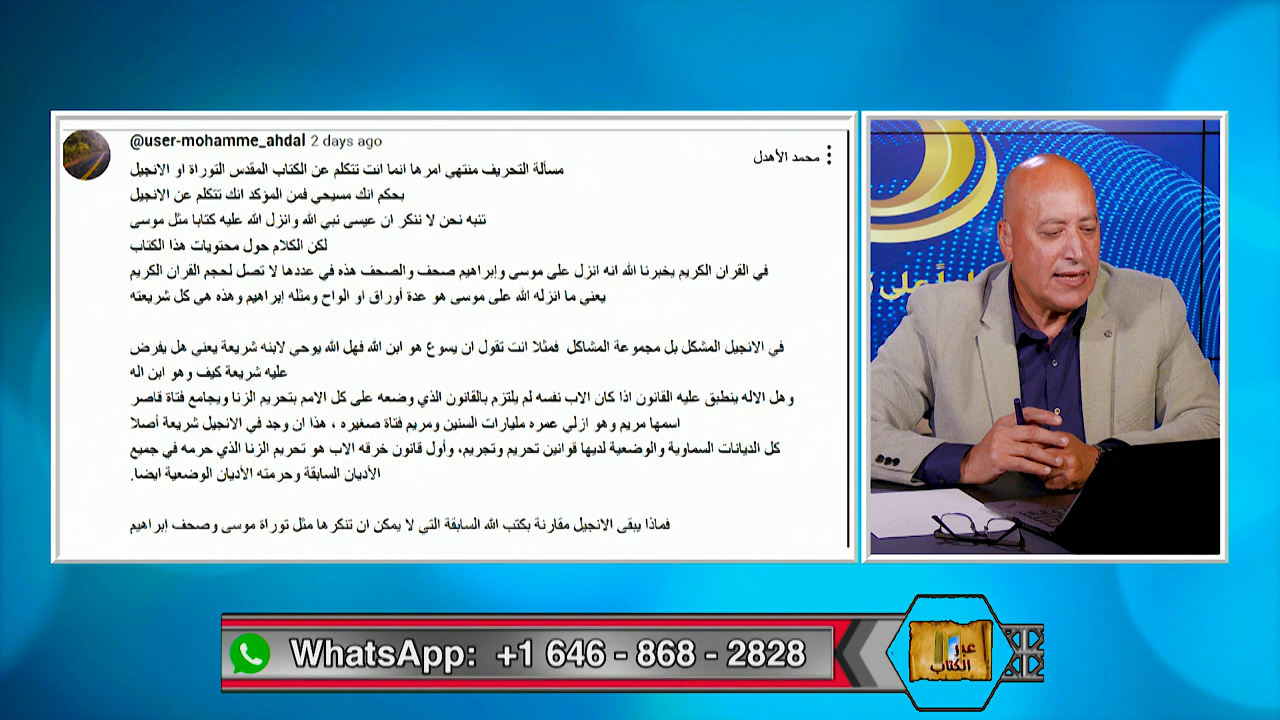 @user-mohamme_ahdal 2 days ago
محمد الأهدل
مسألة التحريف منتهي امرها انما انت تتكلم عن الكتاب المقدس التوراة او الانجيل
بحكم انك مسيحي فمن المؤكد انك تتكلم عن الانجيل
تنبه نحن لا ننكر ان عيسى نبي الله وانزل الله عليه كتابا مثل موسى
لكن الكلام حول محتويات هذا الكتاب
في القران الكريم يخبرنا الله انه انزل على موسى وإبراهيم صحف والصحف هذه في عددها لا تصل لحجم القران الكريم
يعني ما انزله الله على موسى هو عدة أوراق او الواح ومثله إبراهيم وهذه هي كل شريعته
في الانجيل المشكل بل مجموعة المشاكل فمثلا انت تقول ان يسوع هو ابن الله فهل الله يوحي لابنه شريعة يعني هل يفرض
عليه شريعة كيف وهو ابن اله
وهل الاله ينطبق عليه القانون اذا كان الاب نفسه لم يلتزم بالقانون الذي وضعه على كل الامم بتحريم الزنا ويجامع فتاة قاصر
اسمها مريم وهو ازلي عمره مليارات السنين ومريم فتاة صغيره ، هذا ان وجد في الانجيل شريعة أصلا
كل الديانات السماوية والوضعية لديها قوانين تحريم وتجريم، وأول قانون خرقه الاب هو تحريم الزنا الذي حرمه في جميع
الأديان السابقة وحرمته الأديان الوضعية ايضا.
فماذا يبقى الانجيل مقارنة بكتب الله السابقة التي لا يمكن ان تنكرها مثل توراة موسى وصحف إبراهيم
WhatsApp: +1 646 - 868 - 2828
عبر
الكتاب